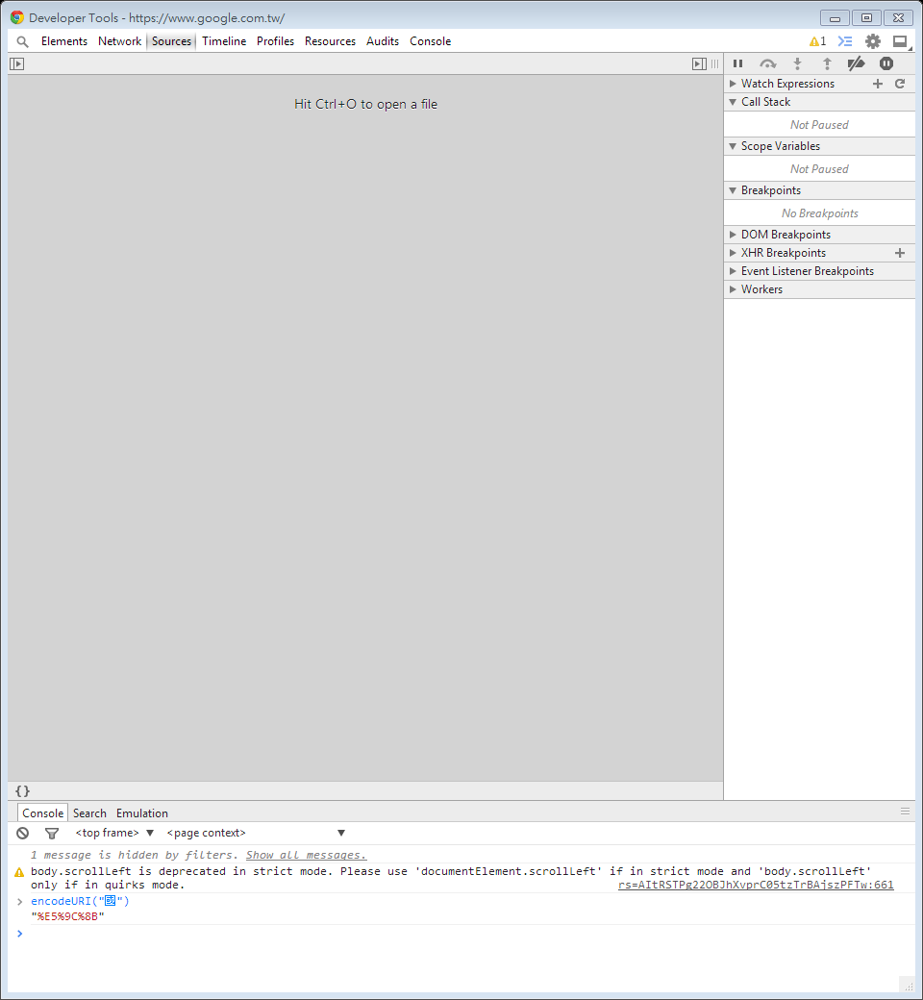 Developer Tools - https://www.google.com.tw/
Elements Network Sources Timeline Profiles Resources Audits Console 1
Hit Ctrl+O to open a file
Watch Expressions
Call Stack
Not Paused
Scope Variables
Not Paused
Breakpoints
No Breakpoints
DOM Breakpoints
XHR Breakpoints
Event Listener Breakpoints
Workers
{}
Console Search Emulation
<top frame> ▼ <page context> ▼
1 message is hidden by filters. Show all messages.
body.scrollLeft is deprecated in strict mode. Please use 'documentElement.scrollLeft' if in strict mode and 'body.scrollLeft'
only if in quirks mode. rs=AItRSTPg22OBJhXvprC05tzTrBAjszPFTw:661
> encodeURI("國")
"%E5%9C%8B"
>